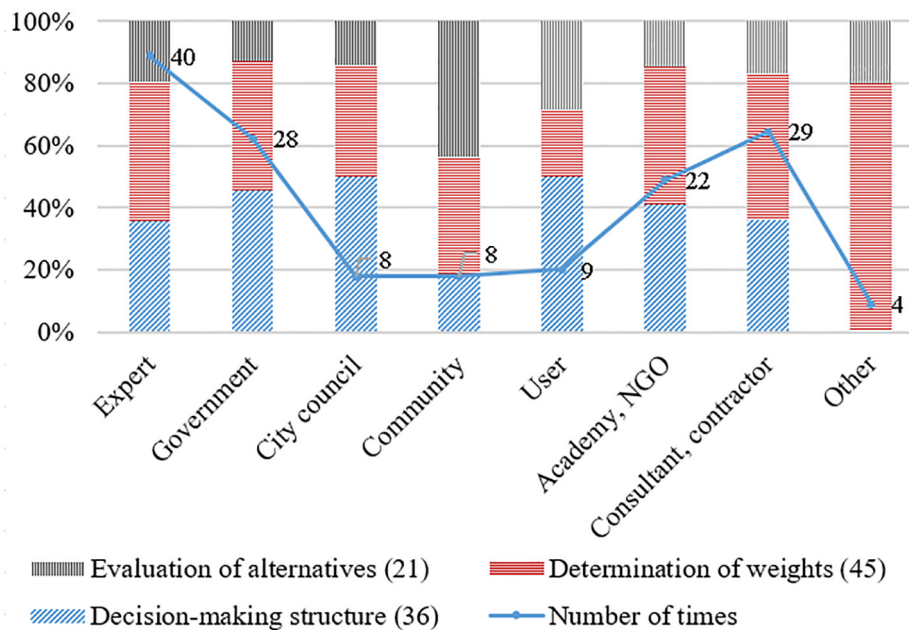 100%
80%
60%
40%
20%
0%
40
28
8
8
9
22
29
4
Expert
Government
City council
Community
User
Academy, NGO
Consultant, contractor
Other
Evaluation of alternatives (21)
Determination of weights (45)
Decision-making structure (36)
Number of times